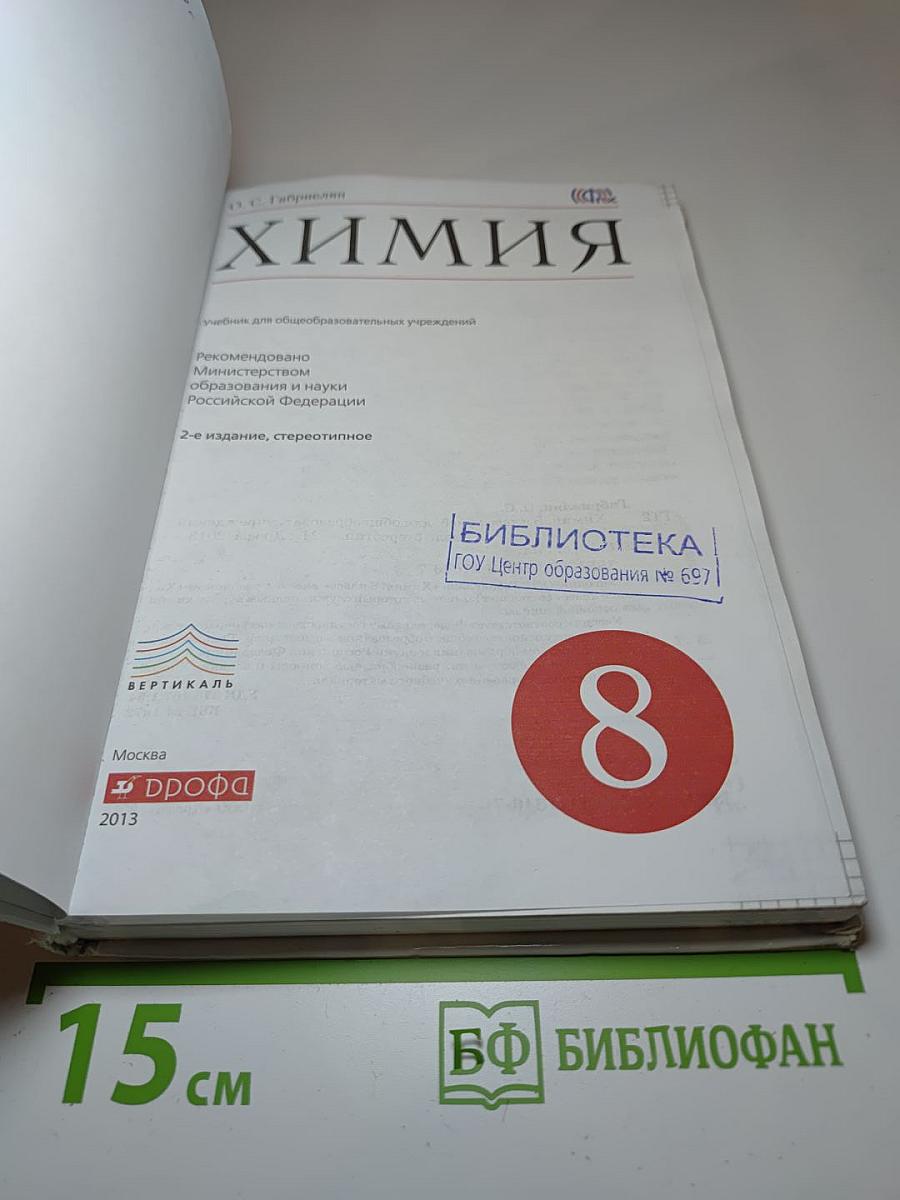 О. С. Габриелян
ХИМИЯ
учебник для общеобразовательных учреждений
Рекомендовано
Министерством
образования и науки
Российской Федерации
2-е издание, стереотипное
БИБЛИОТЕКА
ГОУ Центр образования № 697
ВЕРТИКАЛЬ
8
Москва
дрофа
2013
15 см
БФ БИБЛИОФАН